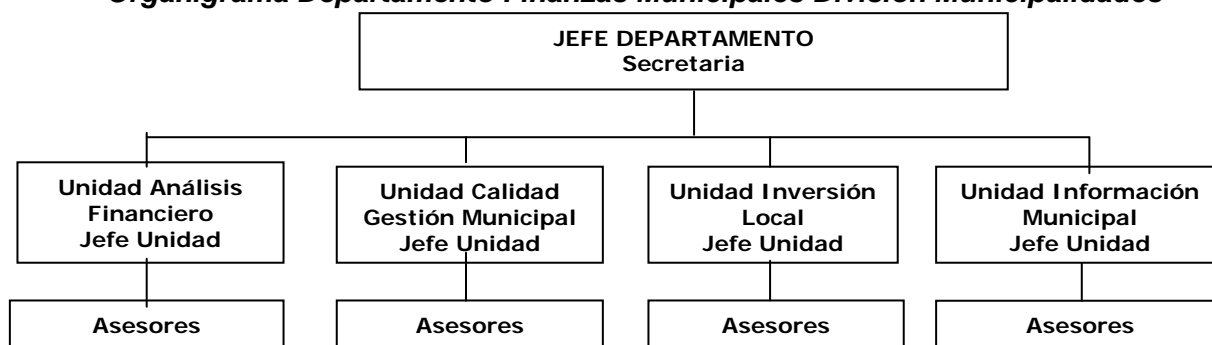 Organigrama Departamento Finanzas Municipales División Municipalidades
JEFE DEPARTAMENTO
Secretaria
Unidad Análisis
Financiero
Jefe Unidad
Unidad Calidad
Gestión Municipal
Jefe Unidad
Unidad Inversión
Local
Jefe Unidad
Unidad Información
Municipal
Jefe Unidad
Asesores
Asesores
Asesores
Asesores